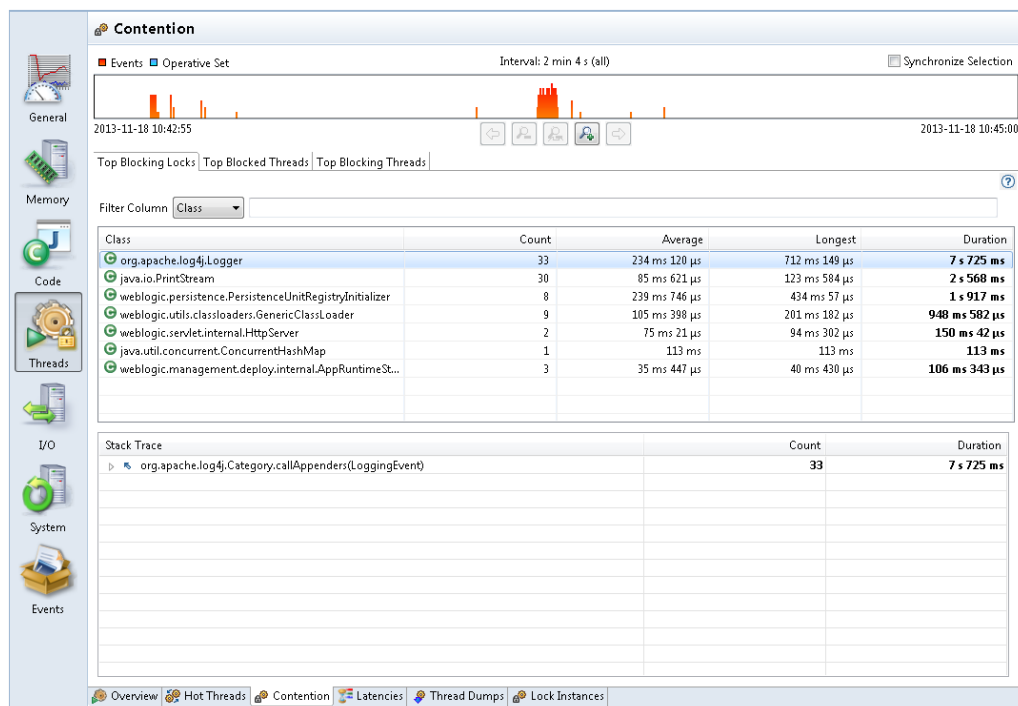 Contention
Events Operative Set Interval: 2 min 4 s (all) Synchronize Selection
2013-11-18 10:42:55 2013-11-18 10:45:00
General
Memory
Code
Threads
I/O
System
Events
Top Blocking Locks Top Blocked Threads Top Blocking Threads
Filter Column Class
Class Count Average Longest Duration
org.apache.log4j.Logger 33 234 ms 120 µs 712 ms 149 µs 7 s 725 ms
java.io.PrintStream 30 85 ms 621 µs 123 ms 584 µs 2 s 568 ms
weblogic.persistence.PersistenceUnitRegistryInitializer 8 239 ms 746 µs 434 ms 57 µs 1 s 917 ms
weblogic.utils.classloaders.GenericClassLoader 9 105 ms 398 µs 201 ms 182 µs 948 ms 582 µs
weblogic.servlet.internal.HttpServer 2 75 ms 21 µs 94 ms 302 µs 150 ms 42 µs
java.util.concurrent.ConcurrentHashMap 1 113 ms 113 ms 113 ms
weblogic.management.deploy.internal.AppRuntimeSt... 3 35 ms 447 µs 40 ms 430 µs 106 ms 343 µs
Stack Trace Count Duration
org.apache.log4j.Category.callAppenders(LoggingEvent) 33 7 s 725 ms
Overview Hot Threads Contention Latencies Thread Dumps Lock Instances